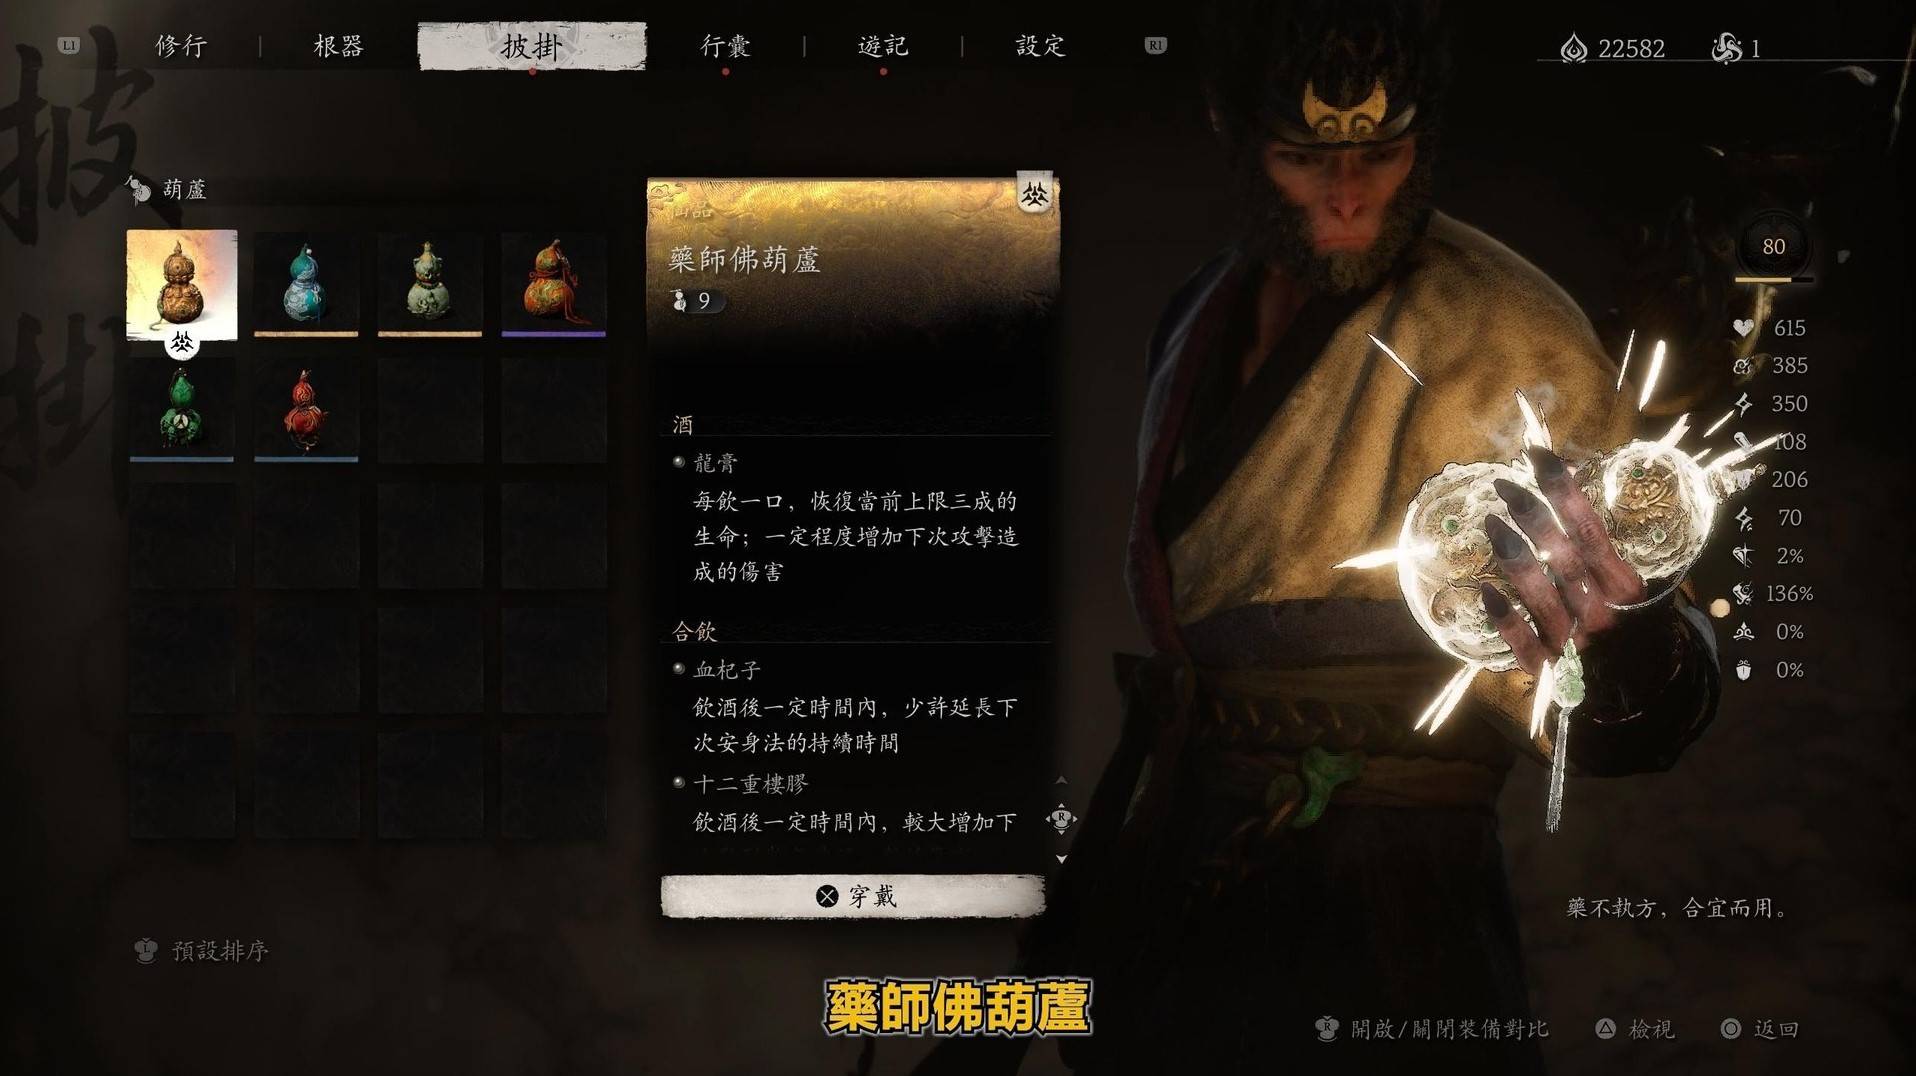 L1
修行
根器
披掛
行囊
遊記
設定
R1
22582
1
披掛
葫蘆
仙品
藥師佛葫蘆
9
酒
龍膏
每飲一口，恢復當前上限三成的
生命；一定程度增加下次攻擊造
成的傷害
合飲
血杞子
飲酒後一定時間內，少許延長下
次安身法的持續時間
十二重樓膠
飲酒後一定時間內，較大增加下
R
穿戴
80
615
385
350
108
206
70
2%
136%
0%
0%
藥不執方，合宜而用。
L
預設排序
藥師佛葫蘆
R
開啟/關閉裝備對比
檢視
返回